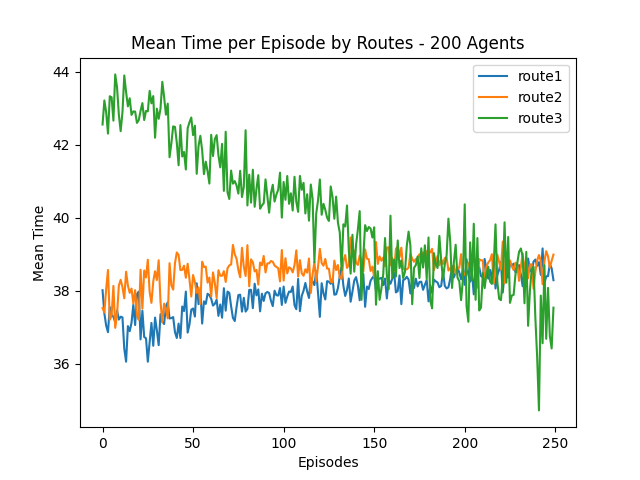 Mean Time per Episode by Routes - 200 Agents
route1
route2
route3
44
42
40
38
36
Mean Time
0 50 100 150 200 250
Episodes